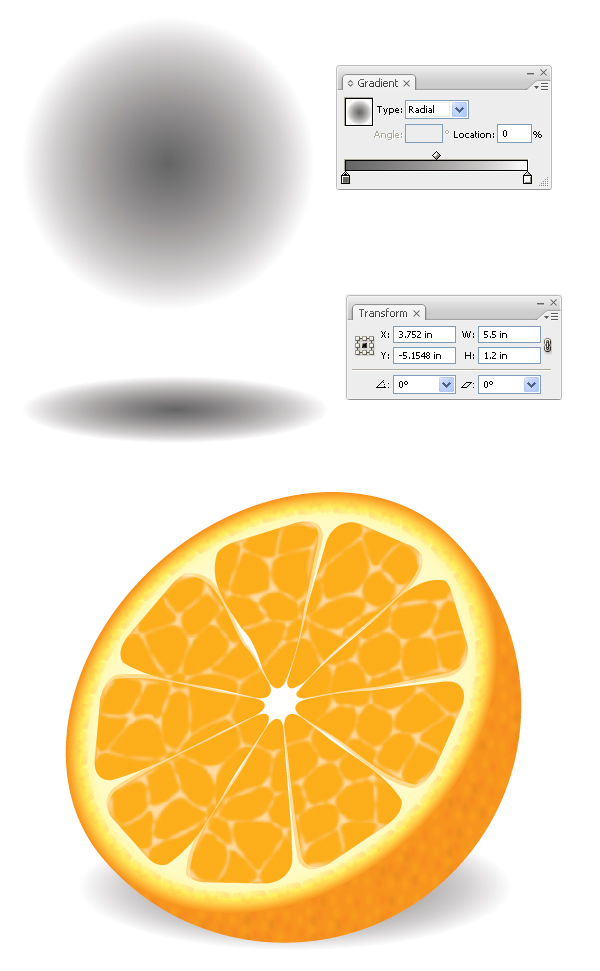 Gradient
Type: Radial
Angle: ° Location: 0 %
Transform
X: 3.752 in W: 5.5 in
Y: -5.1548 in H: 1.2 in
0° 0°